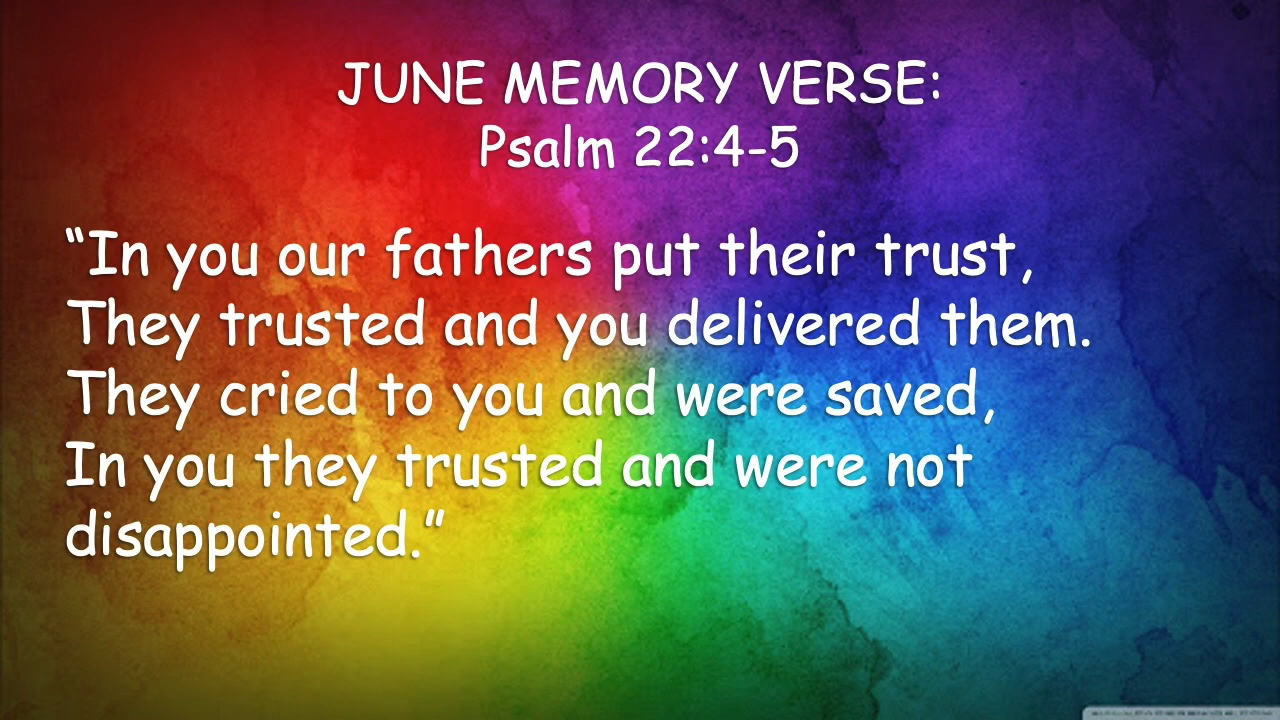 JUNE MEMORY VERSE:
Psalm 22:4-5
“In you our fathers put their trust,
They trusted and you delivered them.
They cried to you and were saved,
In you they trusted and were not
disappointed.”